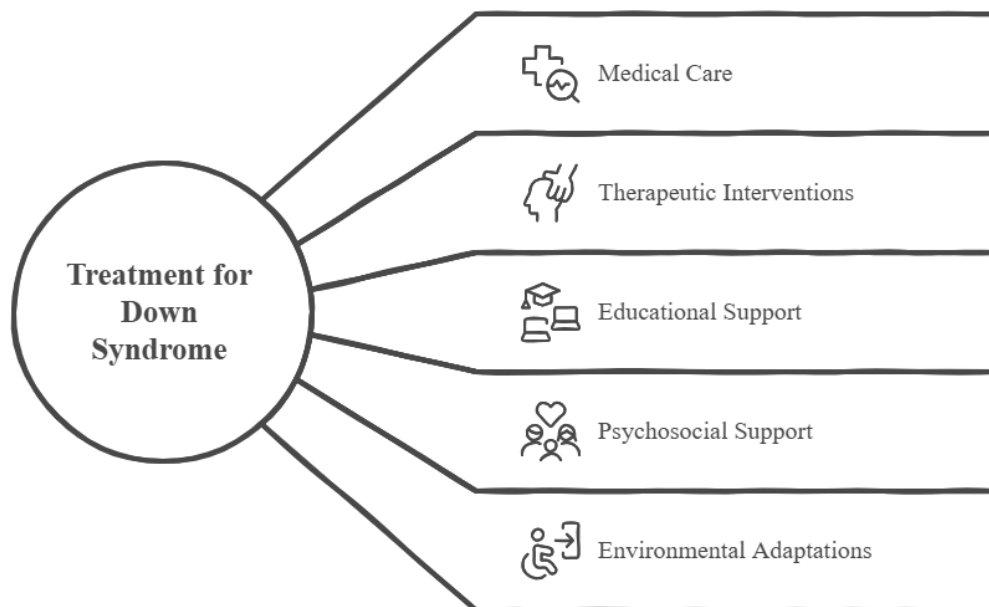 Treatment for
Down
Syndrome
Medical Care
Therapeutic Interventions
Educational Support
Psychosocial Support
Environmental Adaptations